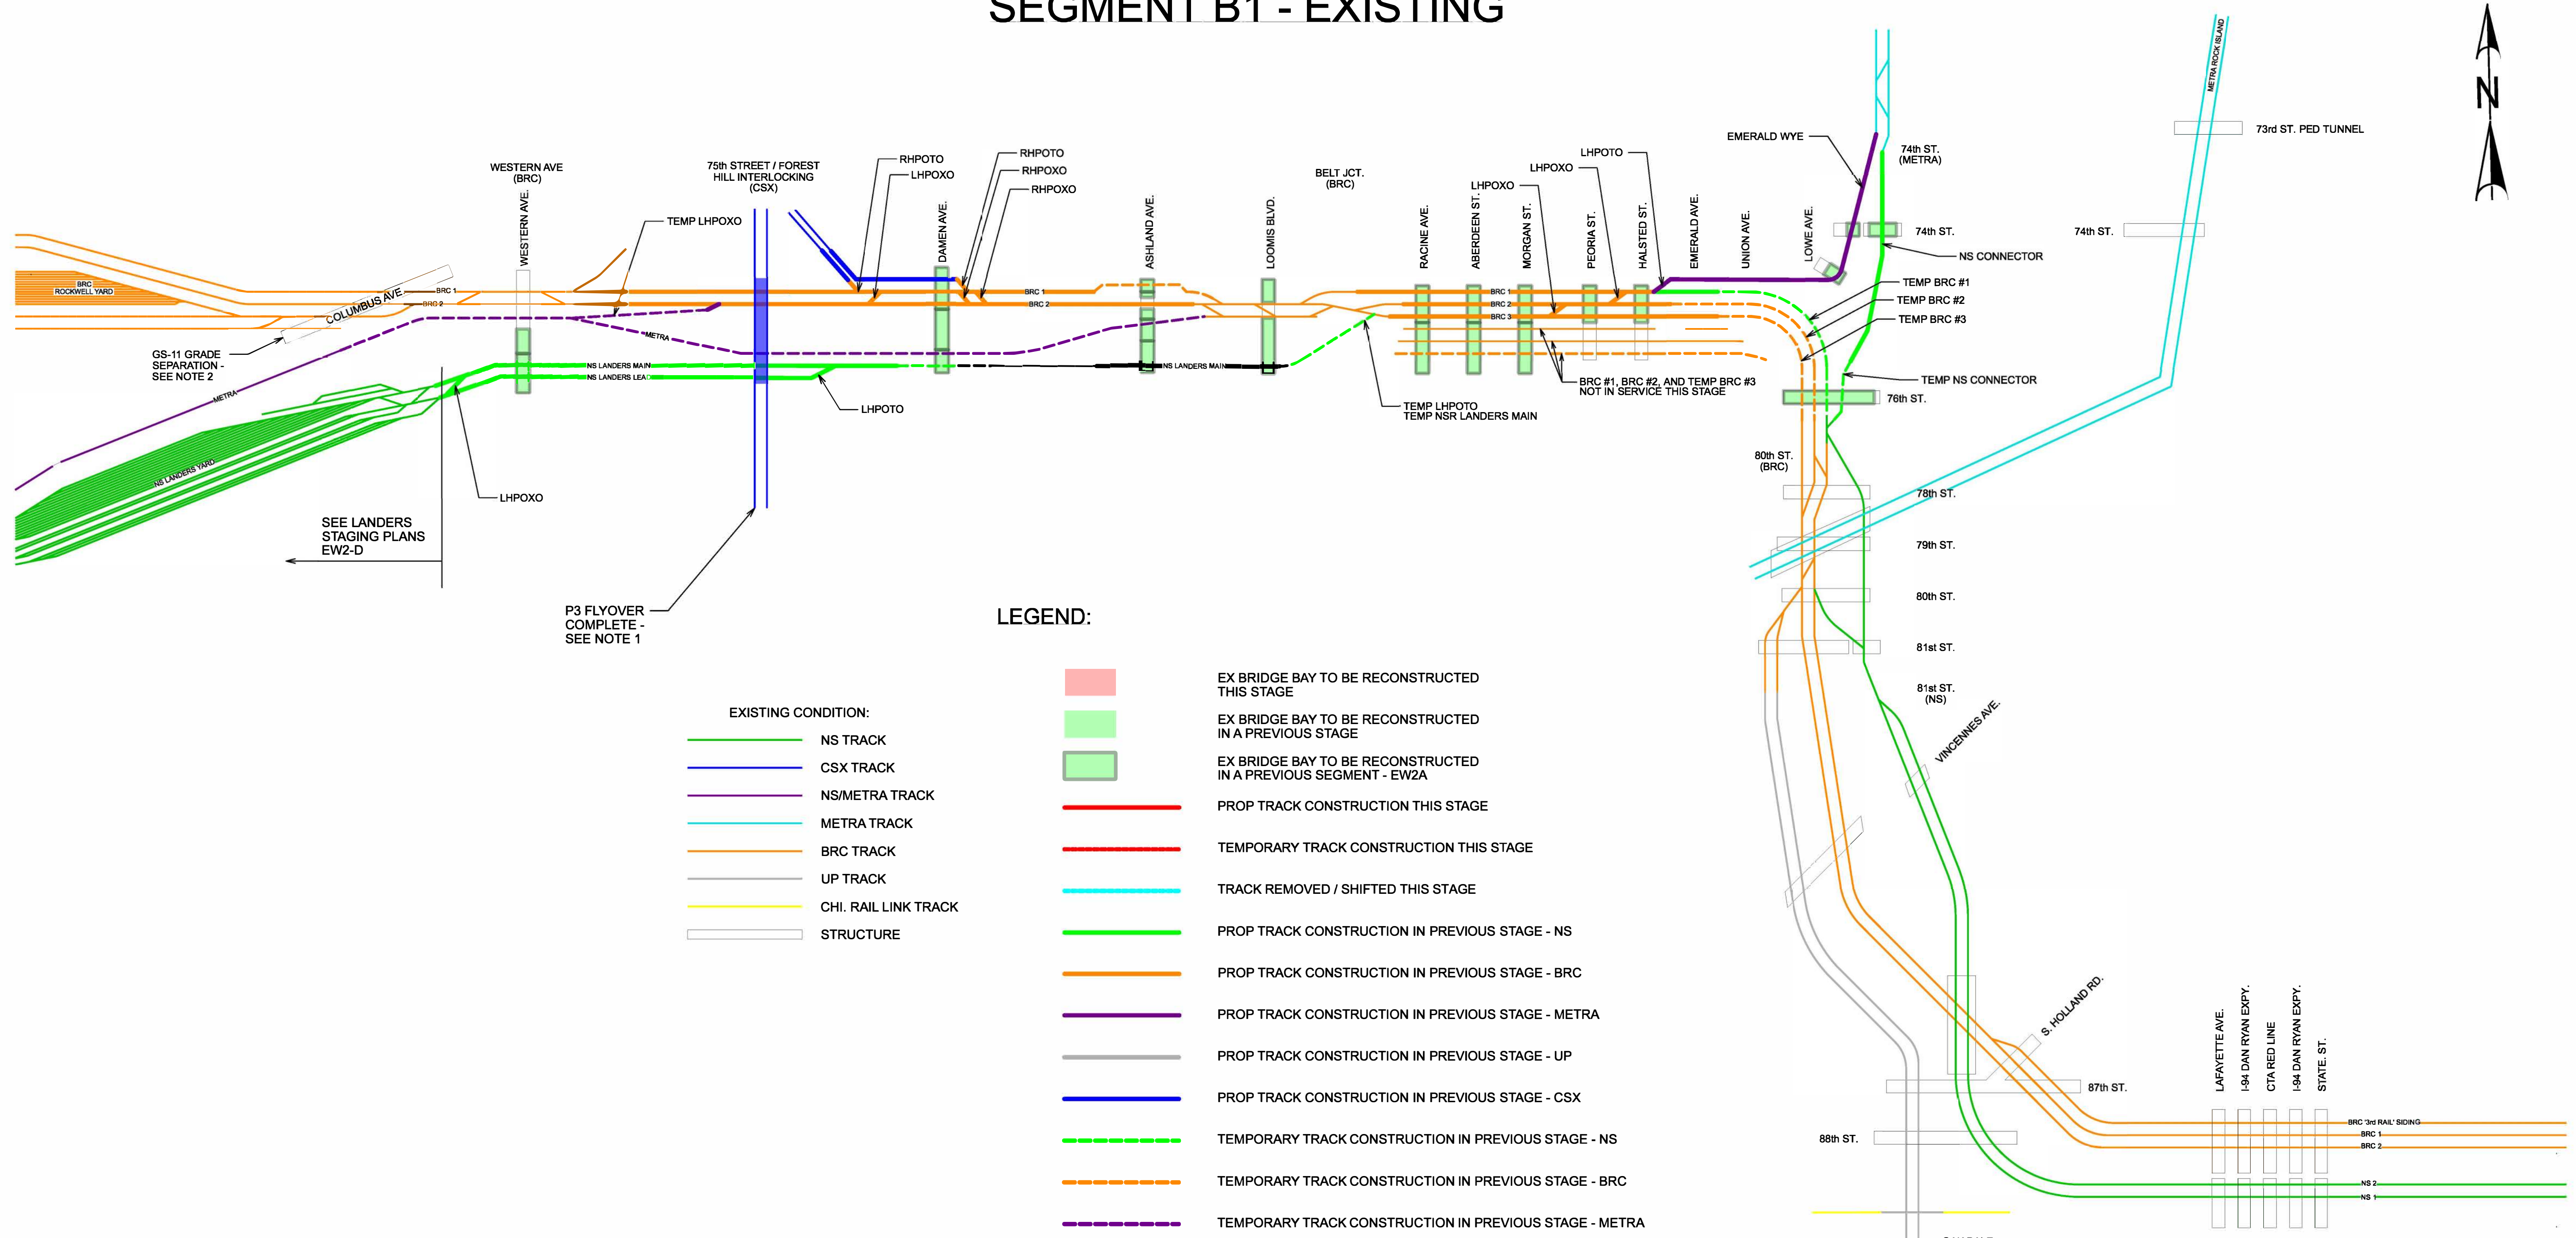 SEGMENT B1 - EXISTING
N
METRA ROCK ISLAND
73rd ST. PED TUNNEL
74th ST.
EMERALD WYE
74th ST.
(METRA)
74th ST.
NS CONNECTOR
TEMP BRC #1
TEMP BRC #2
TEMP BRC #3
TEMP NS CONNECTOR
76th ST.
WESTERN AVE
(BRC)
WESTERN AVE.
75th STREET / FOREST
HILL INTERLOCKING
(CSX)
TEMP LHPOXO
RHPOTO
LHPOXO
RHPOTO
RHPOXO
RHPOXO
DAMEN AVE.
ASHLAND AVE.
LOOMIS BLVD.
BELT JCT.
(BRC)
LHPOTO
LHPOXO
LHPOXO
RACINE AVE.
ABERDEEN ST.
MORGAN ST.
PEORIA ST.
HALSTED ST.
EMERALD AVE.
UNION AVE.
LOWE AVE.
BRC
ROCKWELL YARD
COLUMBUS AVE
BRC 1
BRC 2
BRC 1
BRC 2
BRC 1
BRC 2
BRC 3
METRA
METRA
GS-11 GRADE
SEPARATION -
SEE NOTE 2
NS LANDERS MAIN
NS LANDERS LEA
NS LANDERS MAIN
LHPOTO
TEMP LHPOTO
TEMP NSR LANDERS MAIN
BRC #1, BRC #2, AND TEMP BRC #3
NOT IN SERVICE THIS STAGE
NS LANDERS YARD
LHPOXO
SEE LANDERS
STAGING PLANS
EW2-D
P3 FLYOVER
COMPLETE -
SEE NOTE 1
80th ST.
(BRC)
78th ST.
79th ST.
80th ST.
81st ST.
81st ST.
(NS)
VINCENNES AVE.
S. HOLLAND RD.
87th ST.
88th ST.
LAFAYETTE AVE.
I-94 DAN RYAN EXPY.
CTA RED LINE
I-94 DAN RYAN EXPY.
STATE. ST.
BRC '3rd RAIL' SIDING
BRC 1
BRC 2
NS 2
NS 1
LEGEND:
EXISTING CONDITION:
NS TRACK
CSX TRACK
NS/METRA TRACK
METRA TRACK
BRC TRACK
UP TRACK
CHI. RAIL LINK TRACK
STRUCTURE
EX BRIDGE BAY TO BE RECONSTRUCTED
THIS STAGE
EX BRIDGE BAY TO BE RECONSTRUCTED
IN A PREVIOUS STAGE
EX BRIDGE BAY TO BE RECONSTRUCTED
IN A PREVIOUS SEGMENT - EW2A
PROP TRACK CONSTRUCTION THIS STAGE
TEMPORARY TRACK CONSTRUCTION THIS STAGE
TRACK REMOVED / SHIFTED THIS STAGE
PROP TRACK CONSTRUCTION IN PREVIOUS STAGE - NS
PROP TRACK CONSTRUCTION IN PREVIOUS STAGE - BRC
PROP TRACK CONSTRUCTION IN PREVIOUS STAGE - METRA
PROP TRACK CONSTRUCTION IN PREVIOUS STAGE - UP
PROP TRACK CONSTRUCTION IN PREVIOUS STAGE - CSX
TEMPORARY TRACK CONSTRUCTION IN PREVIOUS STAGE - NS
TEMPORARY TRACK CONSTRUCTION IN PREVIOUS STAGE - BRC
TEMPORARY TRACK CONSTRUCTION IN PREVIOUS STAGE - METRA